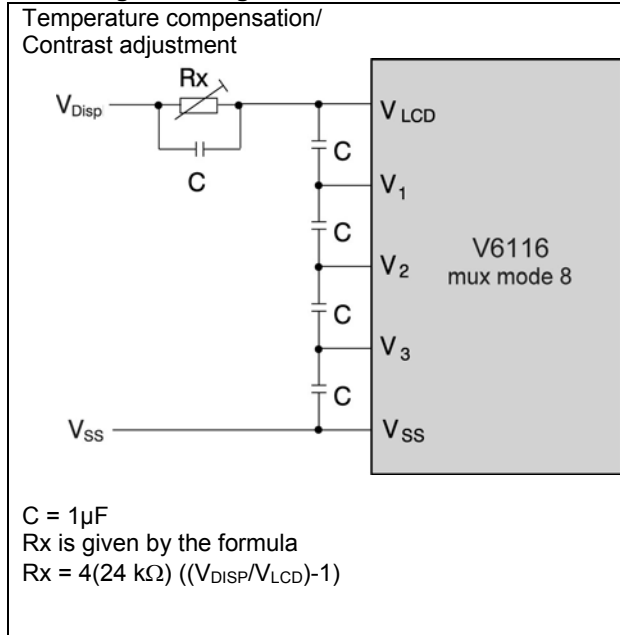 Temperature compensation/
Contrast adjustment
Rx
VDisp
C
VLCD
C
V1
C
V2
V6116
mux mode 8
C
V3
C
VSS
VSS
C = 1µF
Rx is given by the formula
Rx = 4(24 kΩ) ((VDISP/VLCD)-1)